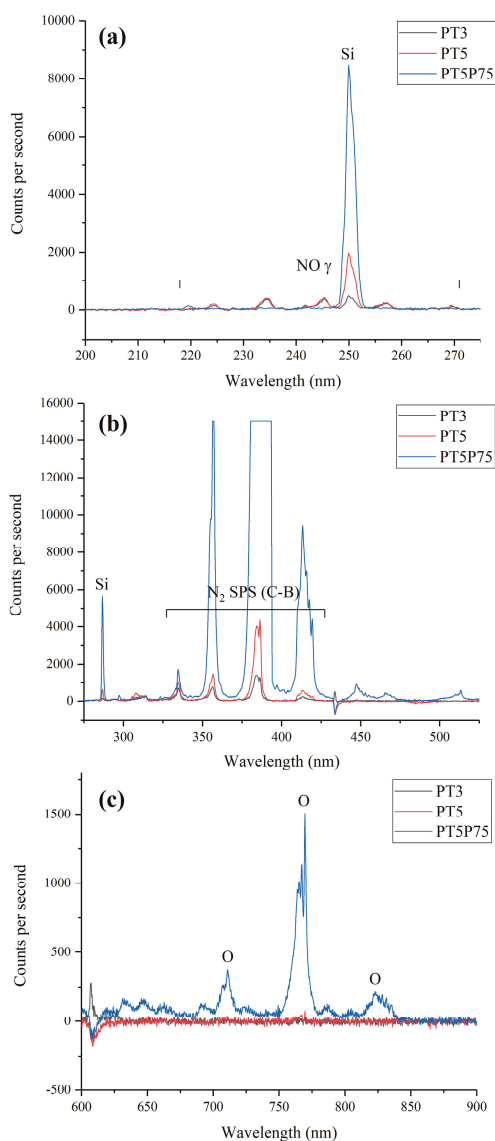 (a)
PT3
PT5
PT5P75
Si
NO γ
Counts per second
10000
8000
6000
4000
2000
0
200 210 220 230 240 250 260 270
Wavelength (nm)
(b)
PT3
PT5
PT5P75
Si
N₂ SPS (C-B)
Counts per second
16000
14000
12000
10000
8000
6000
4000
2000
0
300 350 400 450 500
Wavelength (nm)
(c)
PT3
PT5
PT5P75
O
O
O
Counts per second
1500
1000
500
0
-500
600 650 700 750 800 850 900
Wavelength (nm)